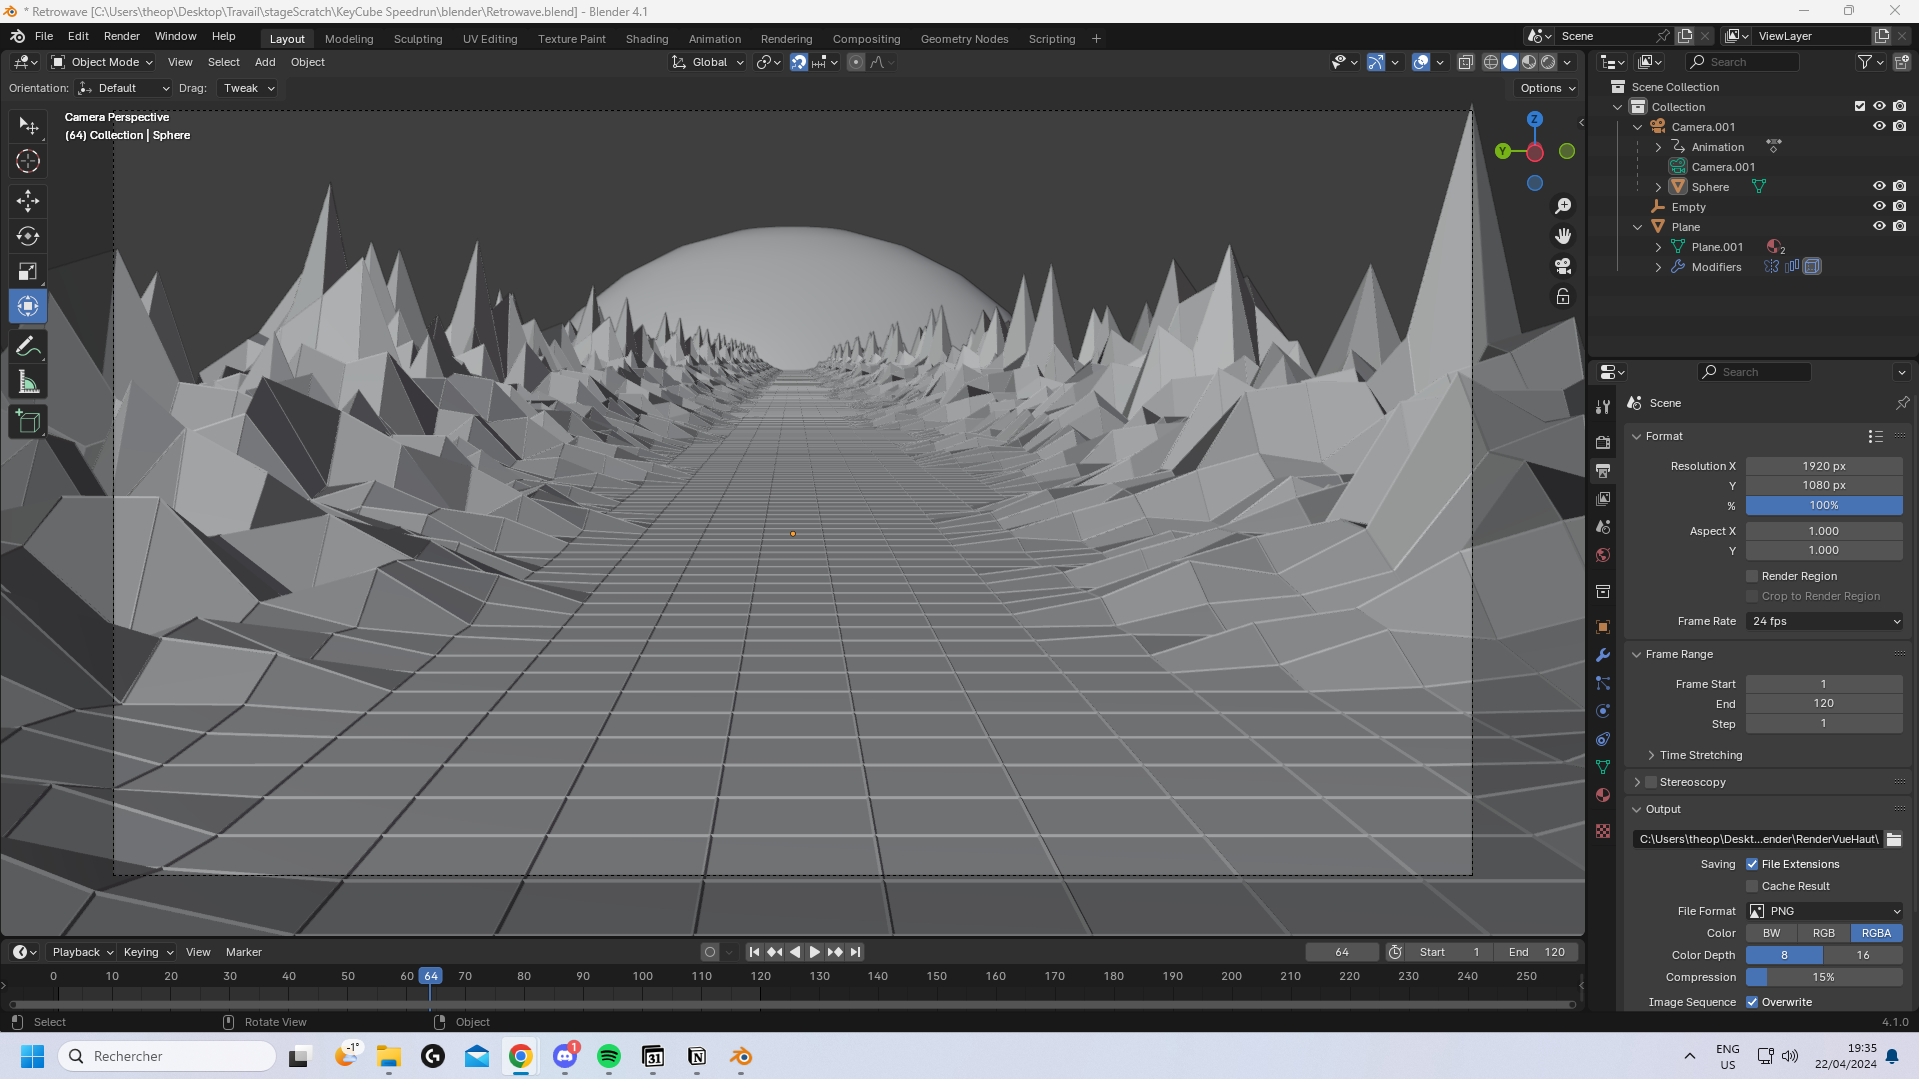 * Retrowave [C:\Users\theop\Desktop\Travail\stageScratch\KeyCube Speedrun\blender\Retrowave.blend] - Blender 4.1
File Edit Render Window Help Layout Modeling Sculpting UV Editing Texture Paint Shading Animation Rendering Compositing Geometry Nodes Scripting + Scene ViewLayer
Object Mode View Select Add Object Global Search
Orientation: Default Drag: Tweak Options
Camera Perspective
(64) Collection | Sphere
Z
Y
Scene Collection
Collection
Camera.001
Animation
Camera.001
Sphere
Empty
Plane
Plane.001 2
Modifiers
Search
Scene
Format
Resolution X 1920 px
Y 1080 px
% 100%
Aspect X 1.000
Y 1.000
Render Region
Crop to Render Region
Frame Rate 24 fps
Frame Range
Frame Start 1
End 120
Step 1
Time Stretching
Stereoscopy
Output
C:\Users\theop\Deskt...ender\RenderVueHaut\
Saving File Extensions
Cache Result
File Format PNG
Color BW RGB RGBA
Color Depth 8 16
Compression 15%
Image Sequence Overwrite
Playback Keying View Marker 64 Start 1 End 120
0 10 20 30 40 50 60 64 70 80 90 100 110 120 130 140 150 160 170 180 190 200 210 220 230 240 250
Select Rotate View Object 4.1.0
Rechercher -1° 1 31 N ENG US 19:35 22/04/2024